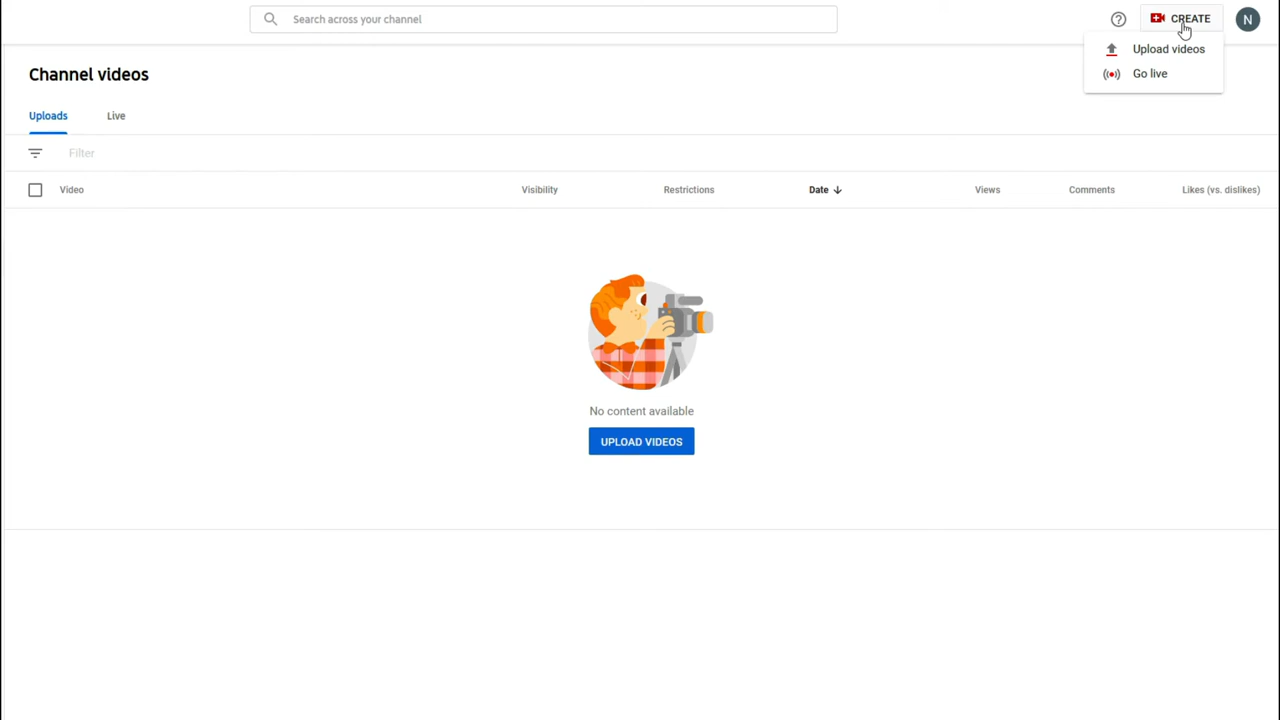 Search across your channel
CREATE
N
Upload videos
Go live
Channel videos
Uploads Live
Filter
Video Visibility Restrictions Date Views Comments Likes (vs. dislikes)
No content available
UPLOAD VIDEOS